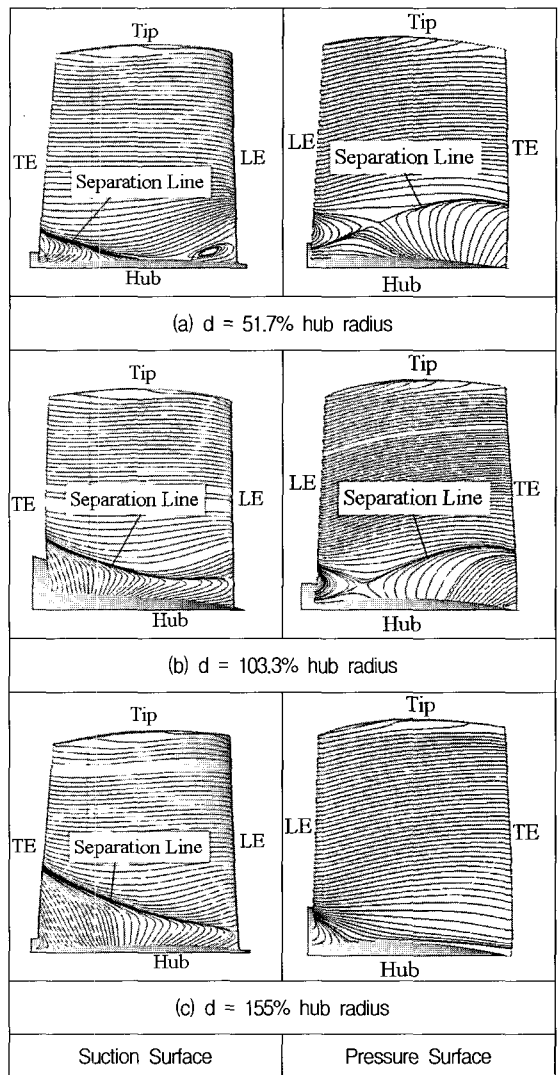 Tip
Tip
TE
LE
Separation Line
Hub
LE
TE
Separation Line
Hub
(a) d = 51.7% hub radius
Tip
Tip
TE
LE
Separation Line
Hub
LE
TE
Separation Line
Hub
(b) d = 103.3% hub radius
Tip
Tip
TE
LE
Separation Line
Hub
LE
TE
Hub
(c) d = 155% hub radius
Suction Surface
Pressure Surface